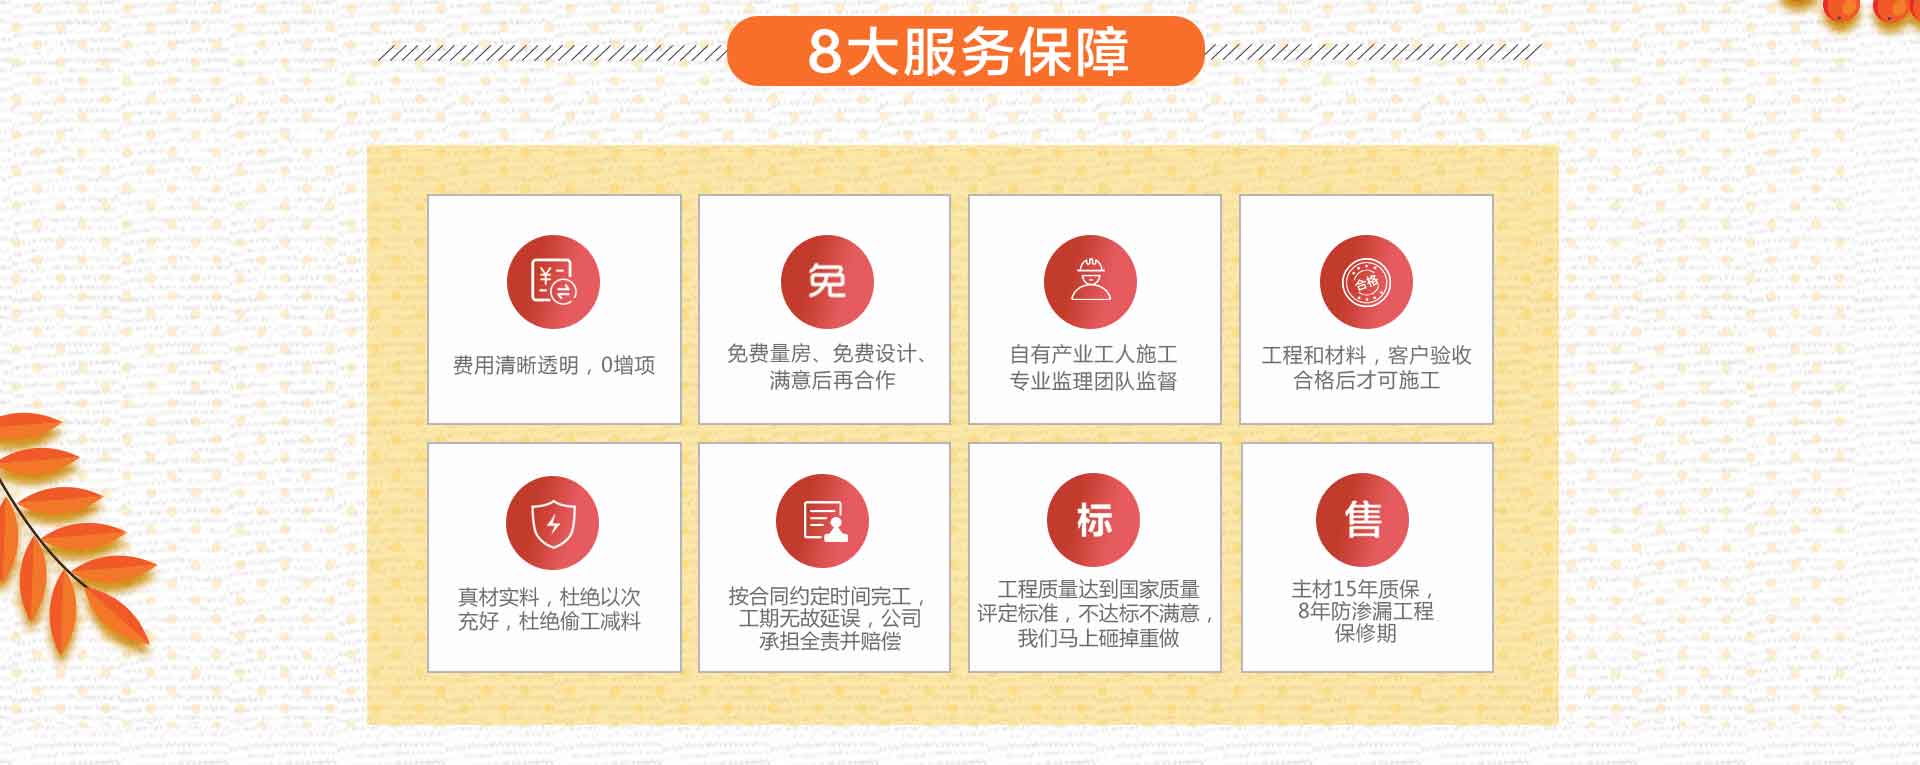 8大服务保障
免
合格
费用清晰透明，0增项
免费量房、免费设计、
满意后再合作
自有产业工人施工
专业监理团队监督
工程和材料，客户验收
合格后才可施工
标
售
真材实料，杜绝以次
充好，杜绝偷工减料
按合同约定时间完工，
工期无故延误，公司
承担全责并赔偿
工程质量达到国家质量
评定标准，不达标不满意，
我们马上砸掉重做
主材15年质保，
8年防渗漏工程
保修期